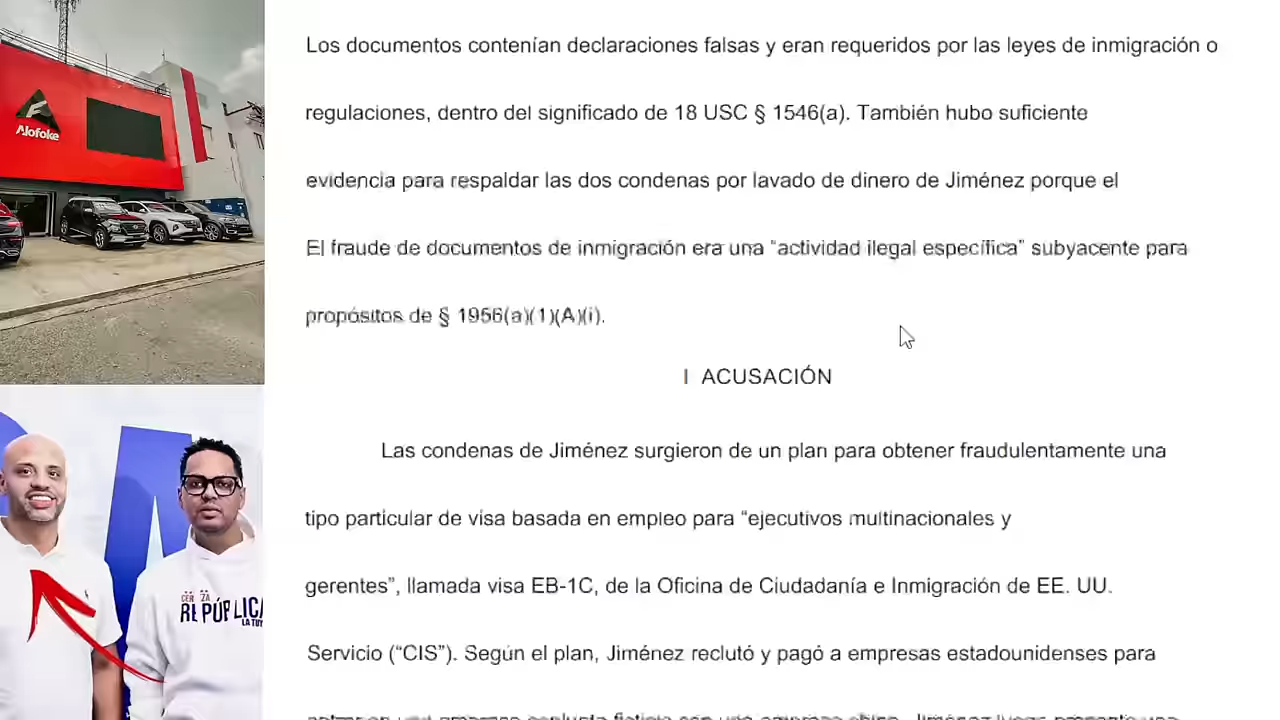 Alofoke
Los documentos contenían declaraciones falsas y eran requeridos por las leyes de inmigración o
regulaciones, dentro del significado de 18 USC § 1546(a). También hubo suficiente
evidencia para respaldar las dos condenas por lavado de dinero de Jiménez porque el
El fraude de documentos de inmigración era una “actividad ilegal específica” subyacente para
propósitos de § 1956(a)(1)(A)(i).
I ACUSACIÓN
Las condenas de Jiménez surgieron de un plan para obtener fraudulentamente una
tipo particular de visa basada en empleo para “ejecutivos multinacionales y
gerentes”, llamada visa EB-1C, de la Oficina de Ciudadanía e Inmigración de EE. UU.
Servicio (“CIS”). Según el plan, Jiménez reclutó y pagó a empresas estadounidenses para
LA TUY